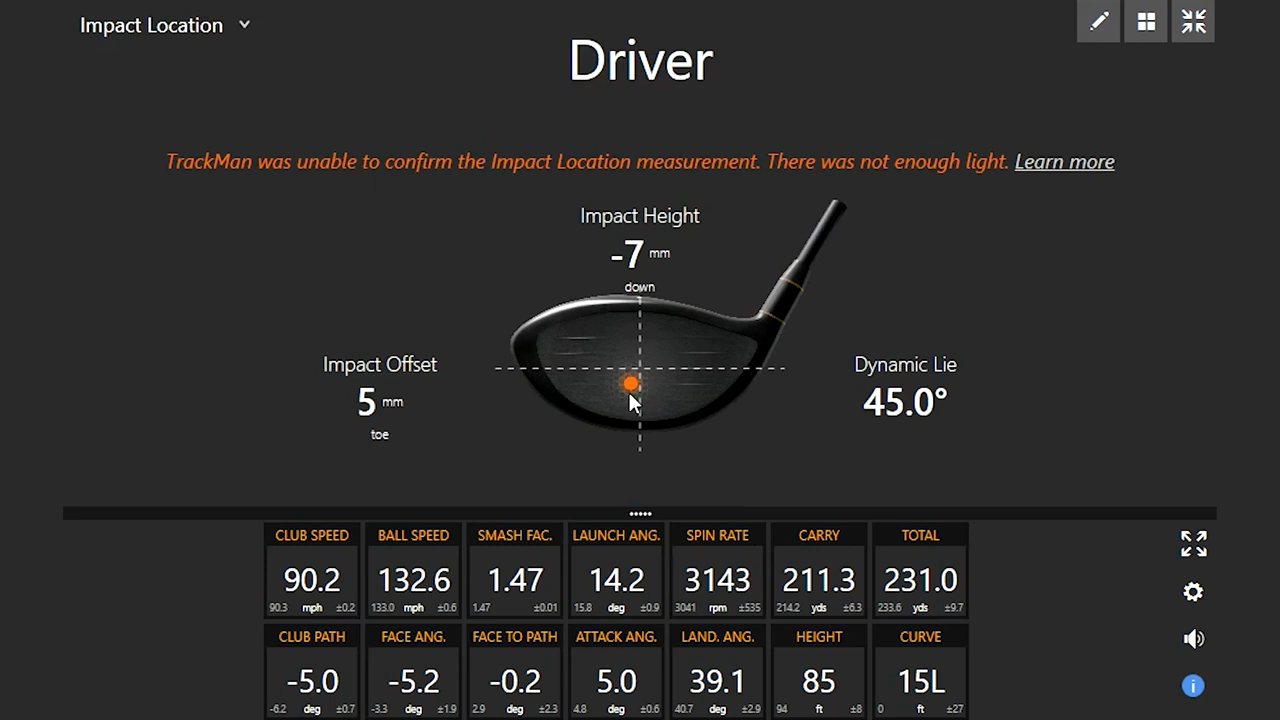 Impact Location
Driver
TrackMan was unable to confirm the Impact Location measurement. There was not enough light. Learn more
Impact Height
-7 mm
down
Impact Offset
5 mm
toe
Dynamic Lie
45.0°
CLUB SPEED BALL SPEED SMASH FAC. LAUNCH ANG. SPIN RATE CARRY TOTAL
90.2 132.6 1.47 14.2 3143 211.3 231.0
90.3 mph ±0.2 133.0 mph ±0.6 1.47 ±0.01 15.8 deg ±0.9 3041 rpm ±535 214.2 yds ±6.3 233.6 yds ±9.7
CLUB PATH FACE ANG. FACE TO PATH ATTACK ANG. LAND. ANG. HEIGHT CURVE
-5.0 -5.2 -0.2 5.0 39.1 85 15L
-6.2 deg ±0.7 -3.3 deg ±1.9 2.9 deg ±2.3 4.8 deg ±0.6 40.7 deg ±2.9 94 ft ±8 0 ft ±27